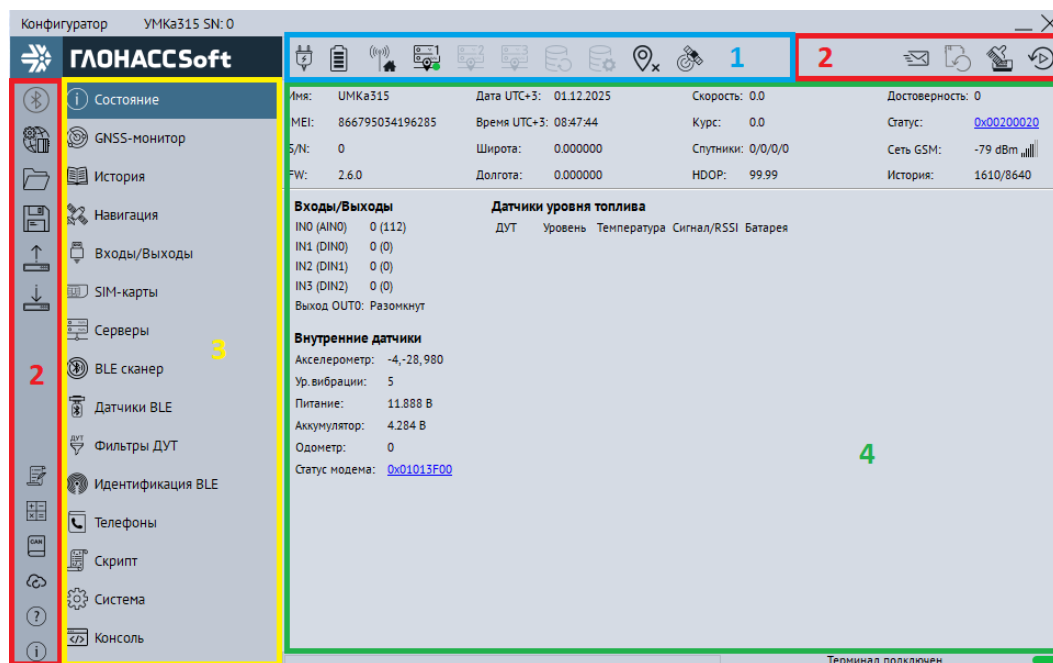 Конфигуратор УМКа315 SN: 0
ГЛОНАССSoft
1
2
Состояние
GNSS-монитор
История
Навигация
Входы/Выходы
SIM-карты
Серверы
BLE сканер
Датчики BLE
Фильтры ДУТ
Идентификация BLE
Телефоны
Скрипт
Система
Консоль
2
3
Имя: УМКа315 Дата UTC+3: 01.12.2025 Скорость: 0.0 Достоверность: 0
IMEI: 866795034196285 Время UTC+3: 08:47:44 Курс: 0.0 Статус: 0x00200020
S/N: 0 Широта: 0.000000 Спутники: 0/0/0/0 Сеть GSM: -79 dBm
FW: 2.6.0 Долгота: 0.000000 HDOP: 99.99 История: 1610/8640
Входы/Выходы
IN0 (AIN0) 0 (112)
IN1 (DIN0) 0 (0)
IN2 (DIN1) 0 (0)
IN3 (DIN2) 0 (0)
Выход OUT0: Разомкнут
Датчики уровня топлива
ДУТ Уровень Температура Сигнал/RSSI Батарея
Внутренние датчики
Акселерометр: -4,-28,980
Ур.вибрации: 5
Питание: 11.888 В
Аккумулятор: 4.284 В
Одометр: 0
Статус модема: 0x01013F00
4
Терминал подключен